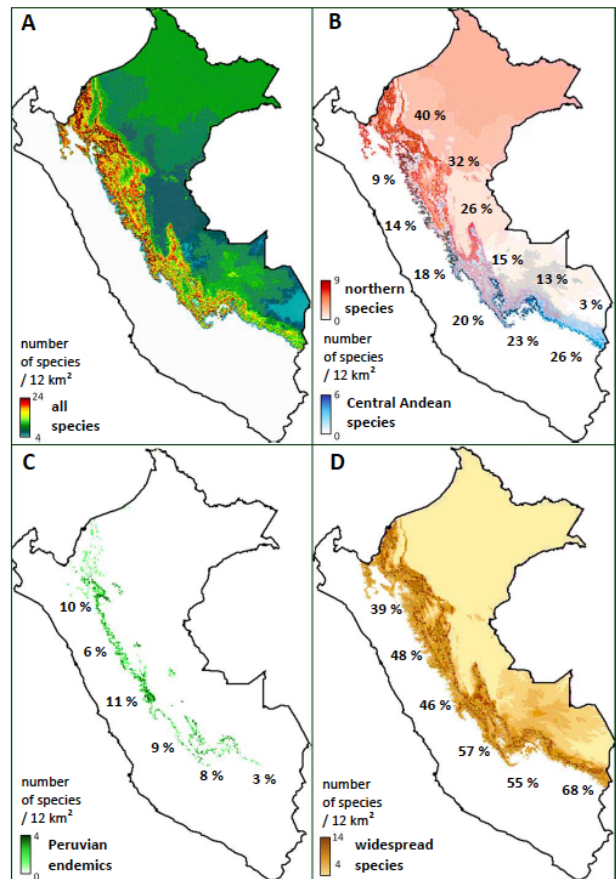 A
number
of species
/ 12 km²
24
4
all
species
B
40 %
32 %
9 %
26 %
14 %
15 %
18 %
13 %
3 %
20 %
23 %
26 %
9
0
northern
species
number
of species
/ 12 km²
6
0
Central Andean
species
C
10 %
6 %
11 %
9 %
8 %
3 %
number
of species
/ 12 km²
4
0
Peruvian
endemics
D
39 %
48 %
46 %
57 %
55 %
68 %
number
of species
/ 12 km²
14
4
widespread
species